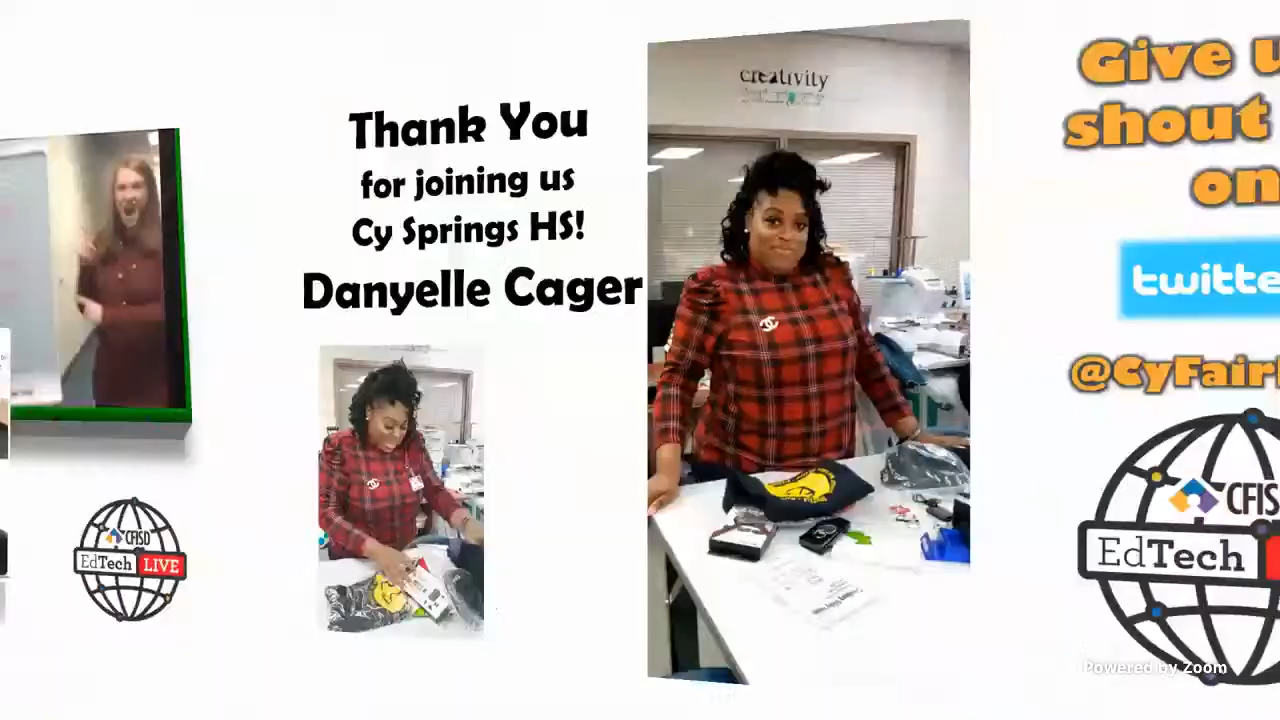 Thank You
for joining us
Cy Springs HS!
Danyelle Cager
creativity
Give u
shout
on
twitte
@CyFair
CFISD
EdTech LIVE
CFIS
EdTech
Powered by Zoom